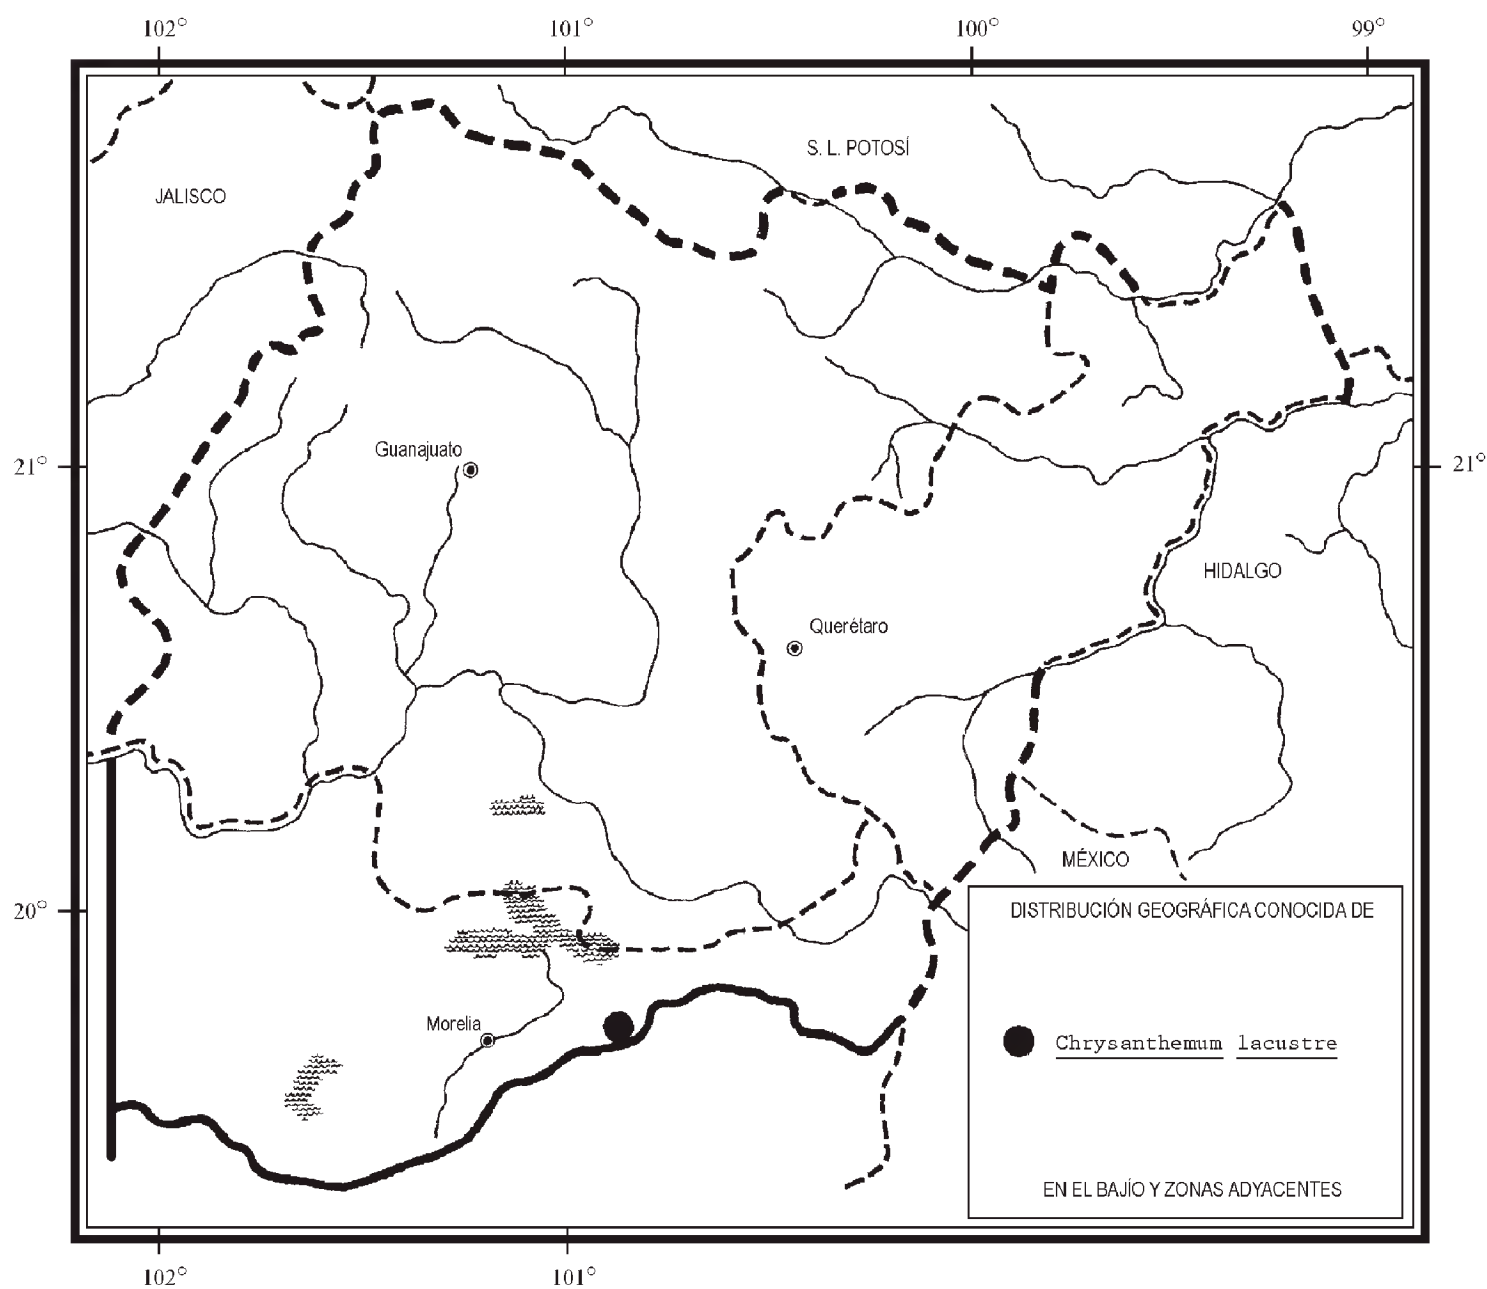 102° 101° 100° 99°
S. L. POTOSÍ
JALISCO
Guanajuato
21° 21°
HIDALGO
Querétaro
MÉXICO
20°
DISTRIBUCIÓN GEOGRÁFICA CONOCIDA DE
Morelia
Chrysanthemum lacustre
EN EL BAJÍO Y ZONAS ADYACENTES
102° 101°